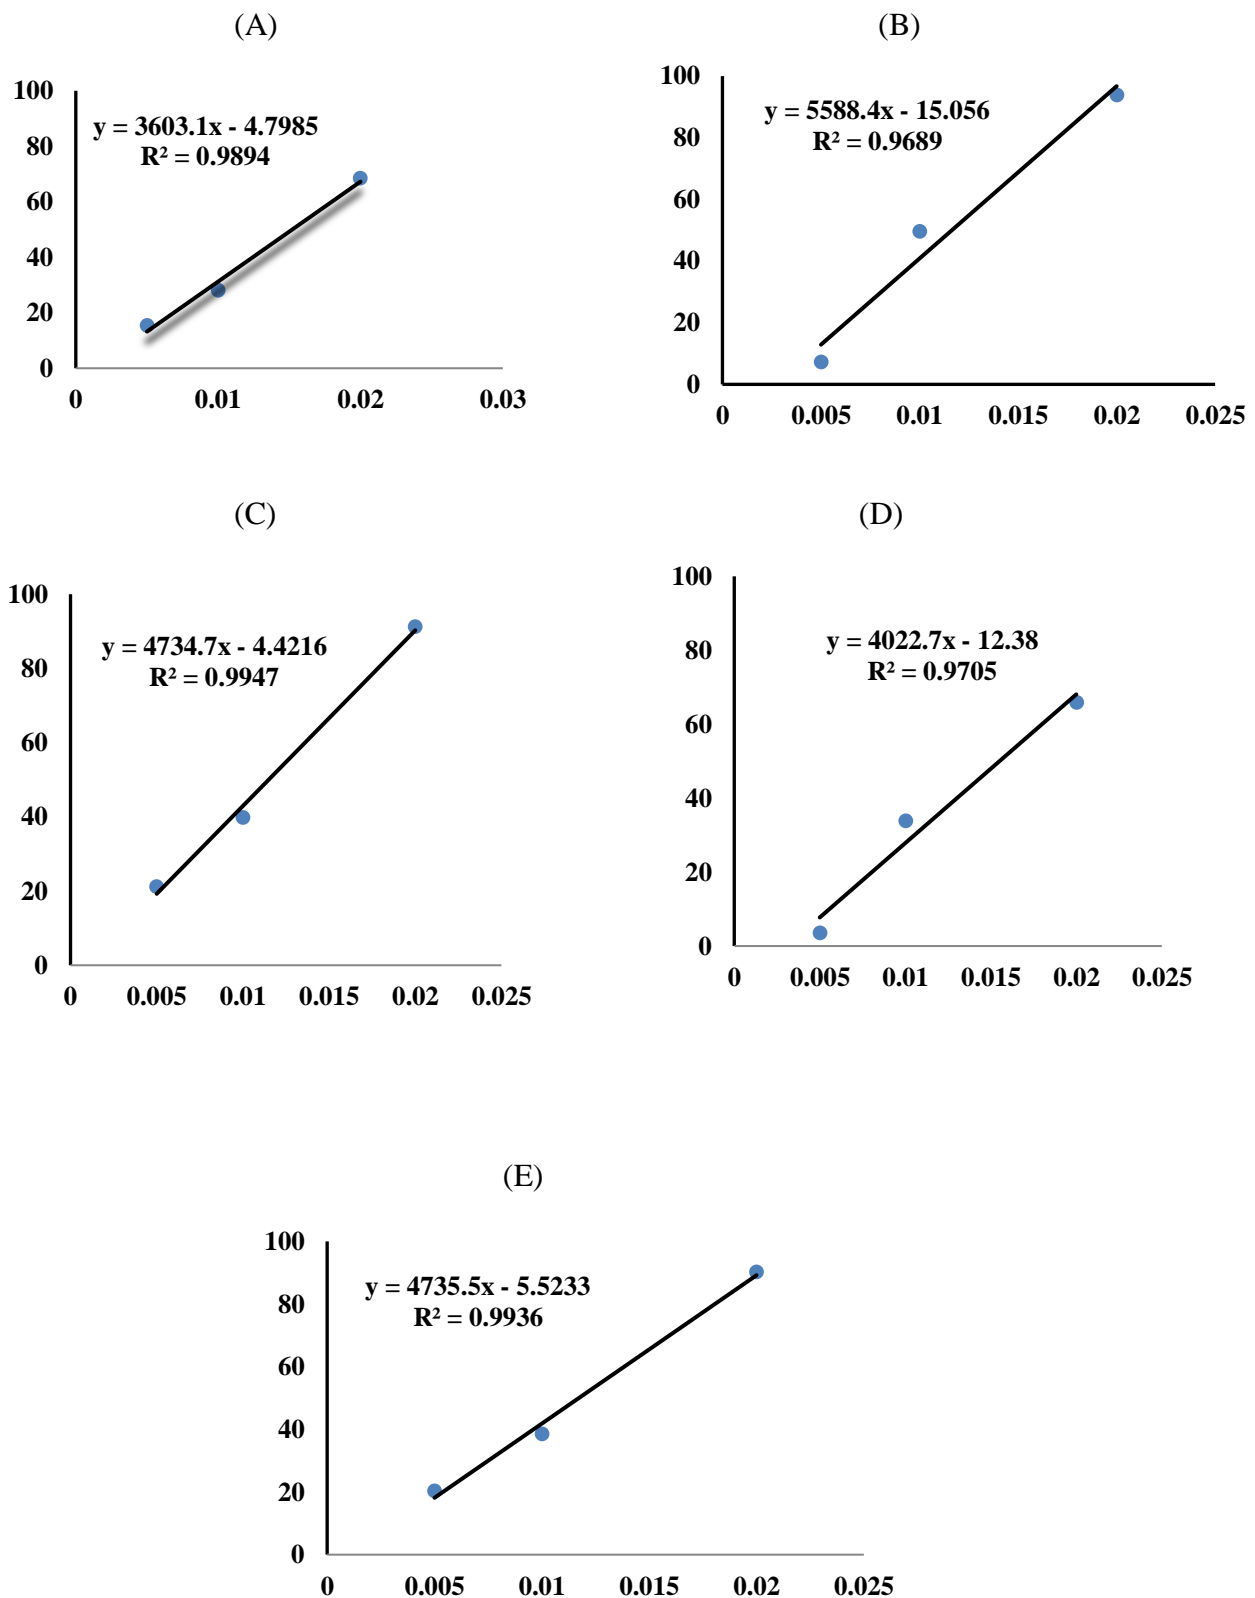 (A)
100
80
60
40
20
0
y = 3603.1x - 4.7985
R² = 0.9894
0 0.01 0.02 0.03
(B)
100
80
60
40
20
0
y = 5588.4x - 15.056
R² = 0.9689
0 0.005 0.01 0.015 0.02 0.025
(C)
100
80
60
40
20
0
y = 4734.7x - 4.4216
R² = 0.9947
0 0.005 0.01 0.015 0.02 0.025
(D)
100
80
60
40
20
0
y = 4022.7x - 12.38
R² = 0.9705
0 0.005 0.01 0.015 0.02 0.025
(E)
100
80
60
40
20
0
y = 4735.5x - 5.5233
R² = 0.9936
0 0.005 0.01 0.015 0.02 0.025